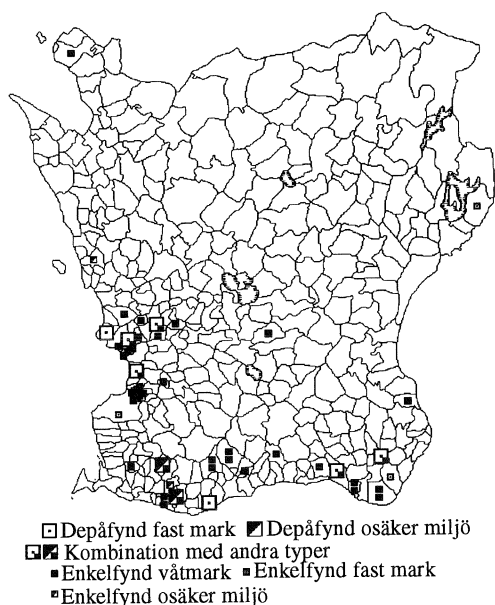 Depåfynd fast mark Depåfynd osäker miljö
Kombination med andra typer
Enkelfynd våtmark Enkelfynd fast mark
Enkelfynd osäker miljö